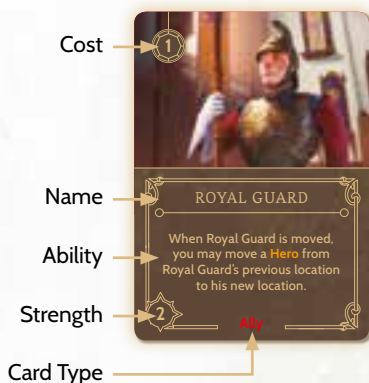 Cost
1
Name
ROYAL GUARD
When Royal Guard is moved,
you may move a Hero from
Royal Guard's previous location
to his new location.
Ability
Strength
2
Ally
Card Type